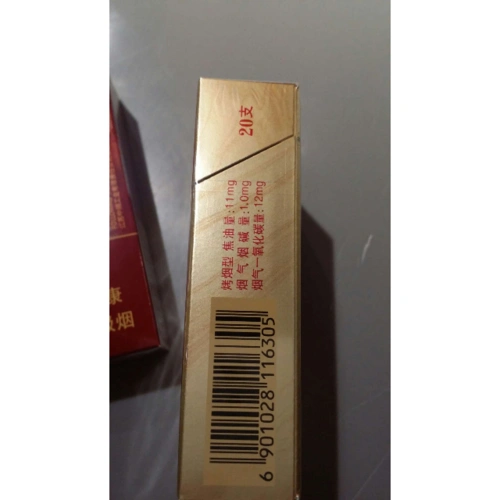 20支
烤烟型 焦油量:11mg
烟气烟碱量:1.0mg
烟气一氧化碳量:12mg
6 901028 116305
康
吸烟